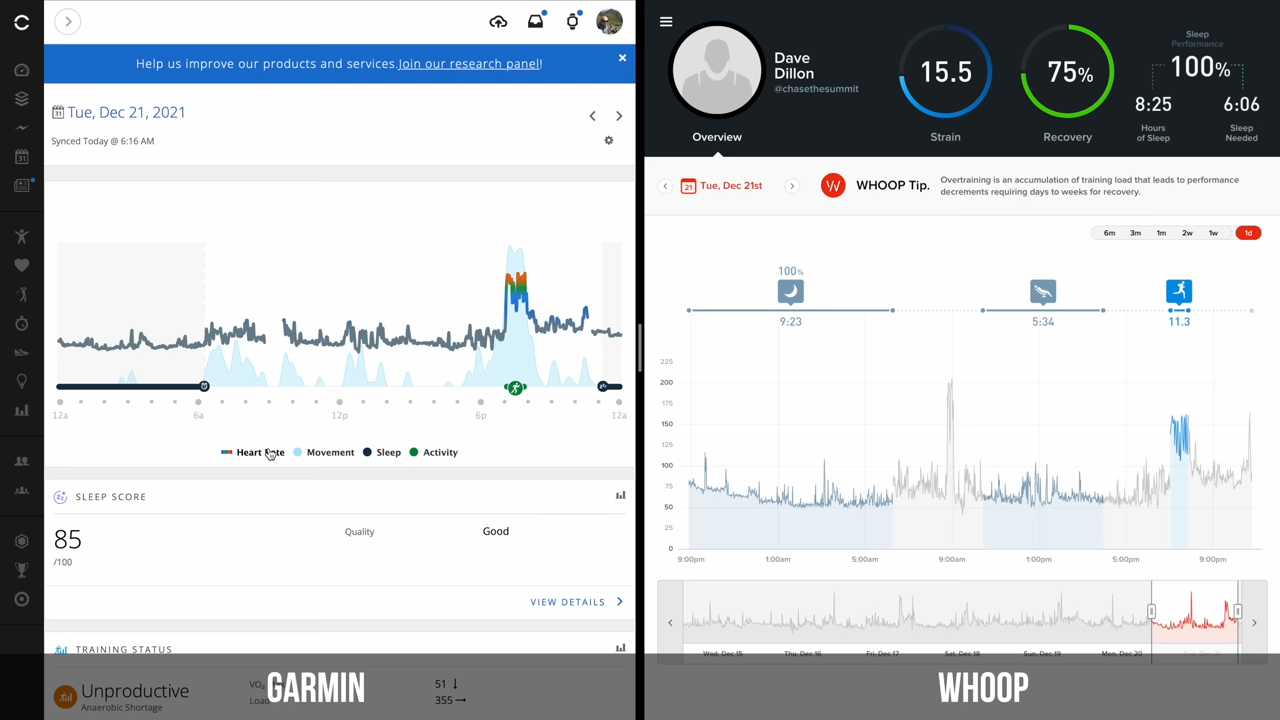 Help us improve our products and services.Join our research panel!
31 Tue, Dec 21, 2021
Synced Today @ 6:16 AM
12a 6a 12p 6p 12a
Movement Sleep Activity
SLEEP SCORE
85
/100
Quality Good
VIEW DETAILS
TRAINING STATUS
Unproductive
Anaerobic Shortage
51
Load 355
GARMIN
Dave
Dillon
@chasethesummit
Overview
15.5
Strain
75%
Recovery
Sleep
Performance
100%
8:25
Hours
of Sleep
6:06
Sleep
Needed
21 Tue, Dec 21st
W WHOOP Tip.
Overtraining is an accumulation of training load that leads to performance
decrements requiring days to weeks for recovery.
6m 3m 1m 2w 1w 1d
100%
9:23 5:34 11.3
225
200
175
150
125
100
75
50
25
0
9:00pm 1:00am 5:00am 9:00am 1:00pm 5:00pm 9:00pm
Wed, Dec 15 Thu, Dec 16 Fri, Dec 17 Sat, Dec 18 Sun, Dec 19 Mon, Dec 20
WHOOP